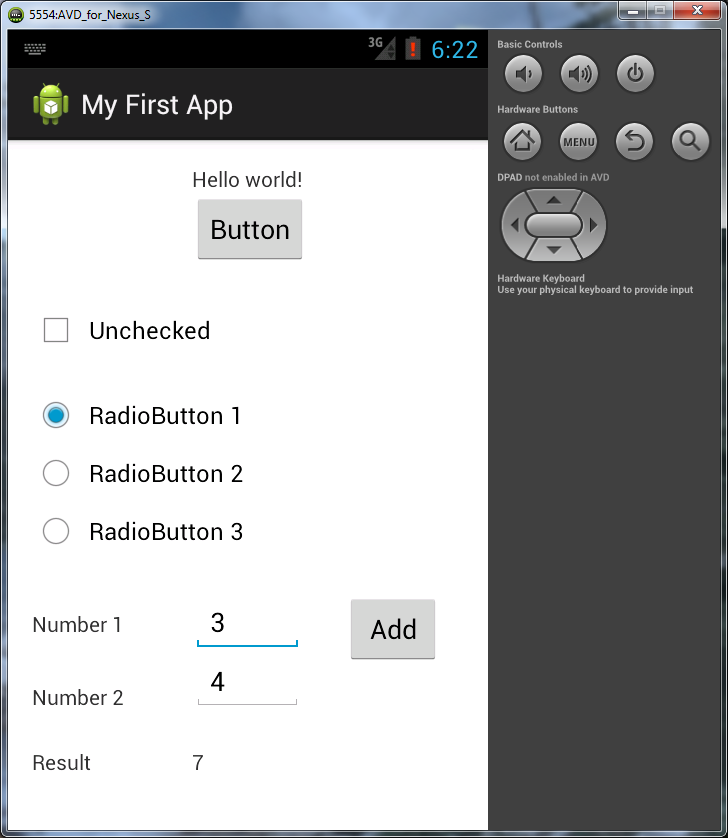 5554:AVD_for_Nexus_S
3G
6:22
My First App
Hello world!
Button
Unchecked
RadioButton 1
RadioButton 2
RadioButton 3
Number 1
3
Add
Number 2
4
Result
7
Basic Controls
Hardware Buttons
MENU
DPAD not enabled in AVD
Hardware Keyboard
Use your physical keyboard to provide input